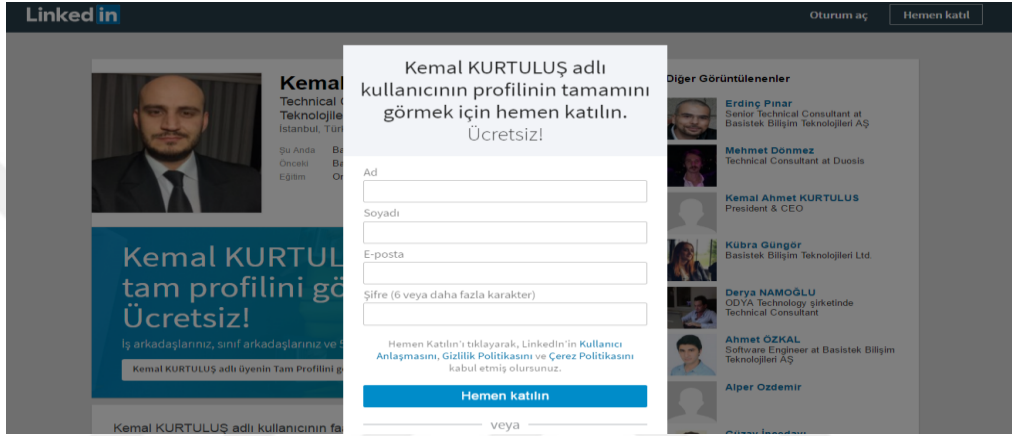 Linked in
Oturum aç
Hemen katıl
Kemal
Technical
Teknolojile
İstanbul, Tür
Şu Anda Ba
Önceki Ba
Eğitim Or
Kemal KURTUL
tam profilini gö
Ücretsiz!
İş arkadaşlarınız, sınıf arkadaşlarınız ve
Kemal KURTULUŞ adlı üyenin Tam Profilini g
Kemal KURTULUŞ adlı kullanıcının fa
Kemal KURTULUŞ adlı
kullanıcının profilinin tamamını
görmek için hemen katılın.
Ücretsiz!
Ad
Soyadı
E-posta
Şifre (6 veya daha fazla karakter)
Hemen Katıl'ı tıklayarak, LinkedIn'in Kullanıcı
Anlaşmasını, Gizlilik Politikasını ve Çerez Politikasını
kabul etmiş olursunuz.
Hemen katılın
veya
Diğer Görüntülenenler
Erdinç Pınar
Senior Technical Consultant at
Basistek Bilişim Teknolojileri AŞ
Mehmet Dönmez
Technical Consultant at Duosis
Kemal Ahmet KURTULUS
President & CEO
Kübra Güngör
Basistek Bilişim Teknolojileri Ltd.
Derya NAMOĞLU
ODYA Technology şirketinde
Technical Consultant
Ahmet ÖZKAL
Software Engineer at Basistek Bilişim
Teknolojileri AŞ
Alper Ozdemir